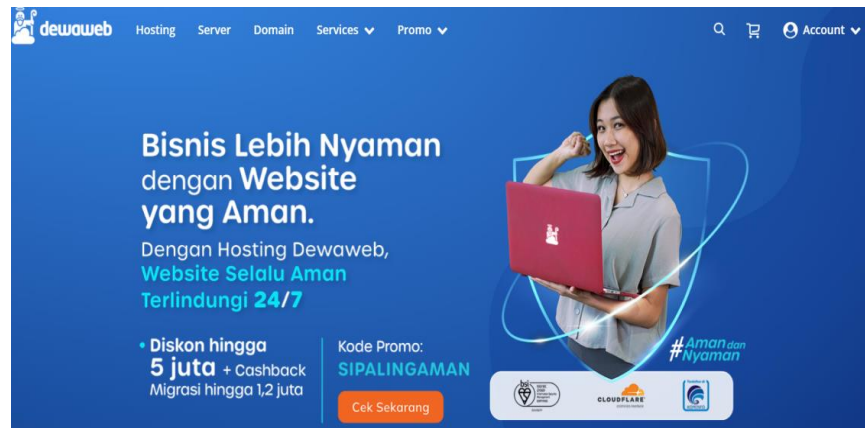 dewaweb
Hosting Server Domain Services Promo Account
Bisnis Lebih Nyaman
dengan Website
yang Aman.
Dengan Hosting Dewaweb,
Website Selalu Aman
Terlindungi 24/7
• Diskon hingga
5 juta + Cashback
Migrasi hingga 1,2 juta
Kode Promo:
SIPALINGAMAN
Cek Sekarang
#Aman dan
Nyaman
bsi
CLOUDFLARE